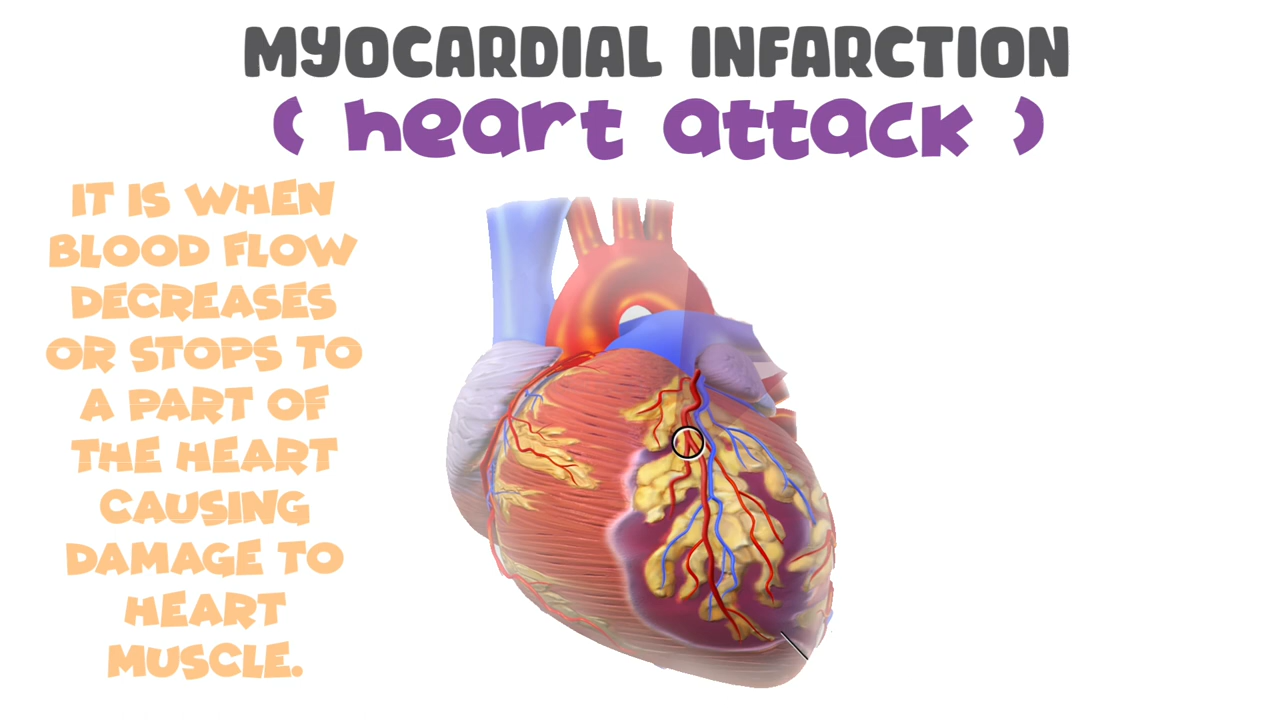 MYOCARDIAL INFARCTION
( heart attack )
IT IS WHEN
BLOOD FLOW
DECREASES
OR STOPS TO
A PART OF
THE HEART
CAUSING
DAMAGE TO
HEART
MUSCLE.